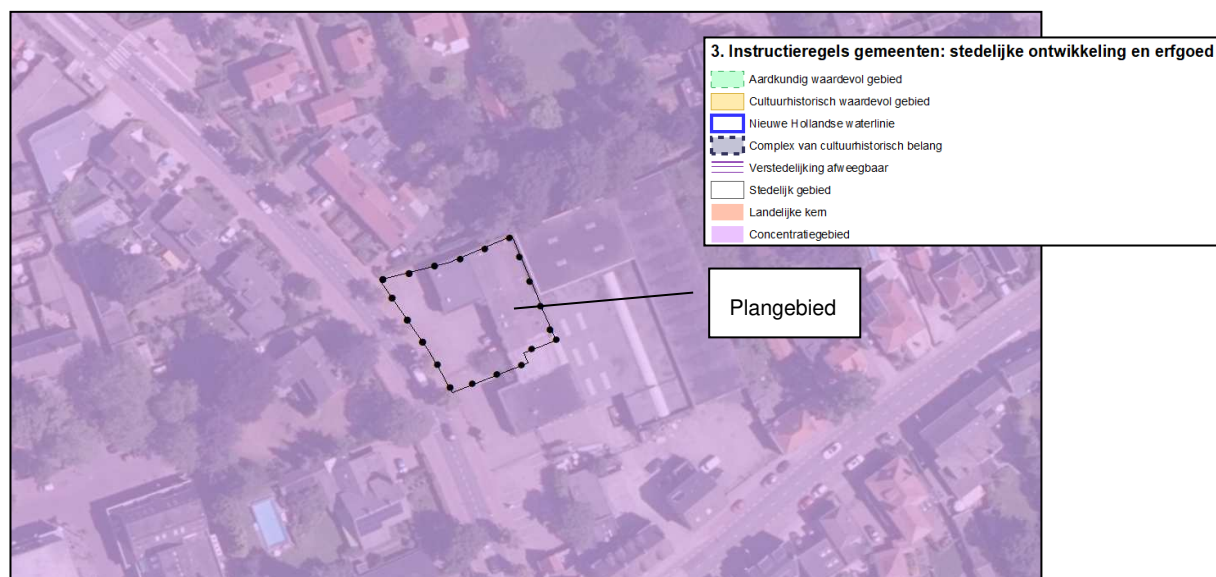 3. Instructieregels gemeenten: stedelijke ontwikkeling en erfgoed
Aardkundig waardevol gebied
Cultuurhistorisch waardevol gebied
Nieuwe Hollandse waterlinie
Complex van cultuurhistorisch belang
Verstedelijking afweegbaar
Stedelijk gebied
Landelijke kern
Concentratiegebied
Plangebied